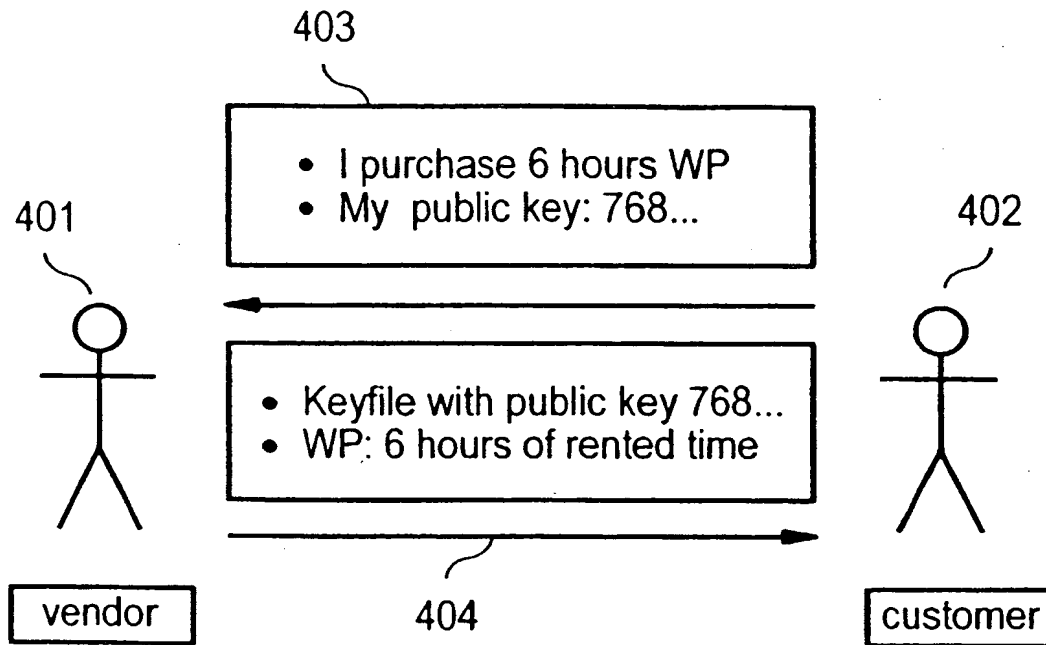 403
• I purchase 6 hours WP
• My public key: 768...
401
402
• Keyfile with public key 768...
• WP: 6 hours of rented time
vendor
404
customer